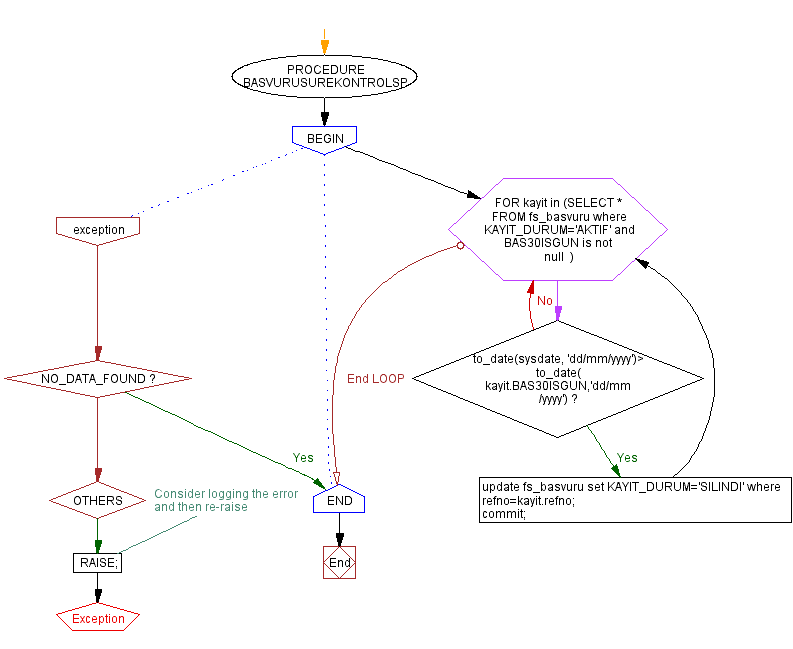 PROCEDURE
BASVURUSUREKONTROLSP
BEGIN
exception
FOR kayit in (SELECT *
FROM fs_basvuru where
KAYIT_DURUM='AKTIF' and
BAS30ISGUN is not
null )
No
to_date(sysdate, 'dd/mm/yyyy')>
to_date(
kayit.BAS30ISGUN,'dd/mm
/yyyy') ?
NO_DATA_FOUND ?
End LOOP
Yes
Yes
update fs_basvuru set KAYIT_DURUM='SILINDI' where
refno=kayit.refno;
commit;
OTHERS
Consider logging the error
and then re-raise
END
RAISE;
End
Exception